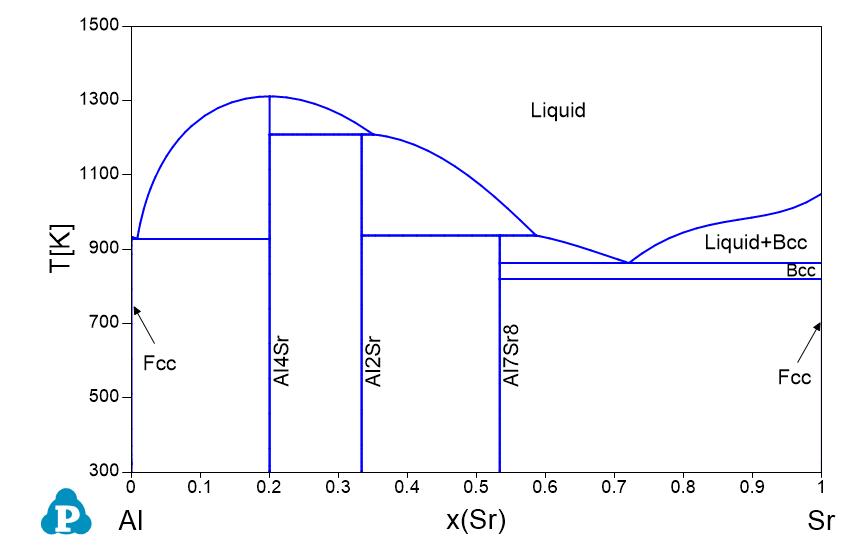 1500
1300
1100
900
700
500
300
T[K]
Liquid
Liquid+Bcc
Bcc
Fcc
Al4Sr
Al2Sr
Al7Sr8
Fcc
0
0.1
0.2
0.3
0.4
0.5
0.6
0.7
0.8
0.9
1
P
Al
x(Sr)
Sr